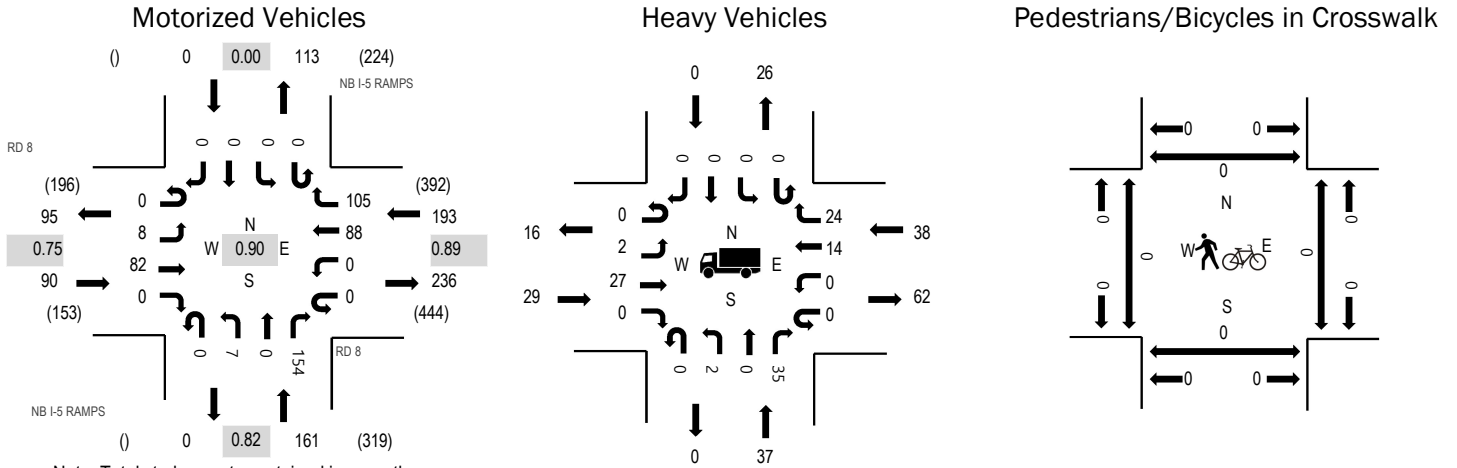 Motorized Vehicles
Heavy Vehicles
Pedestrians/Bicycles in Crosswalk
() 0 0.00 113 (224)
NB I-5 RAMPS
0 26
0 0
0
RD 8
0 0 0 0
0 0 0 0
(196) 0 105 (392)
95 193
8 88
0.75 W N 0.90 E S 0.89
82 0
90 236
0 0
(153) (444)
0 24
16 2 14 38
W N E S
27 0
29 62
0 0
0 0
N
0 0
W E
0 0
S
0
0 7 0 154
RD 8
0 2 0 35
0 0
NB I-5 RAMPS
() 0 0.82 161 (319)
0 37